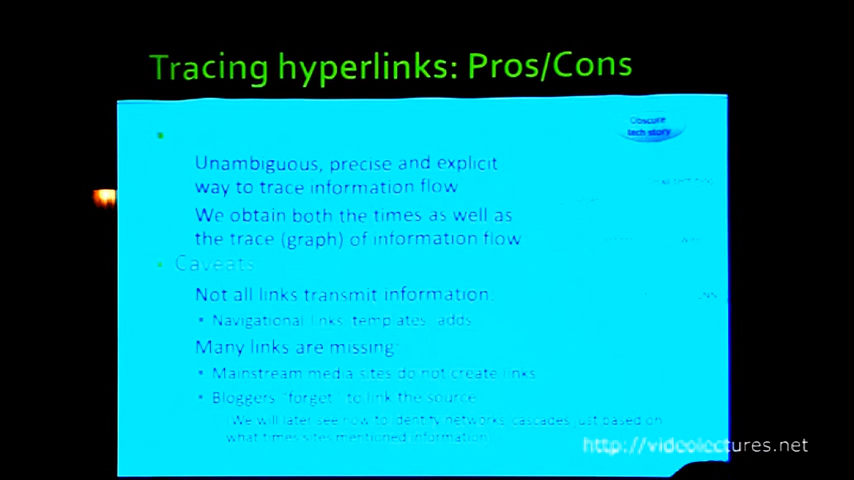 Tracing hyperlinks: Pros/Cons
Obscure
tech story
Unambiguous, precise and explicit
way to trace information flow
We obtain both the times as well as
the trace (graph) of information flow
Caveats
Not all links transmit information:
Navigational links, templates, adds
Many links are missing:
Mainstream media sites do not create links
Bloggers "forget" to link the source
We will later see how to identify networks, cascades just based on
what times sites mentioned information
http://videolectures.net